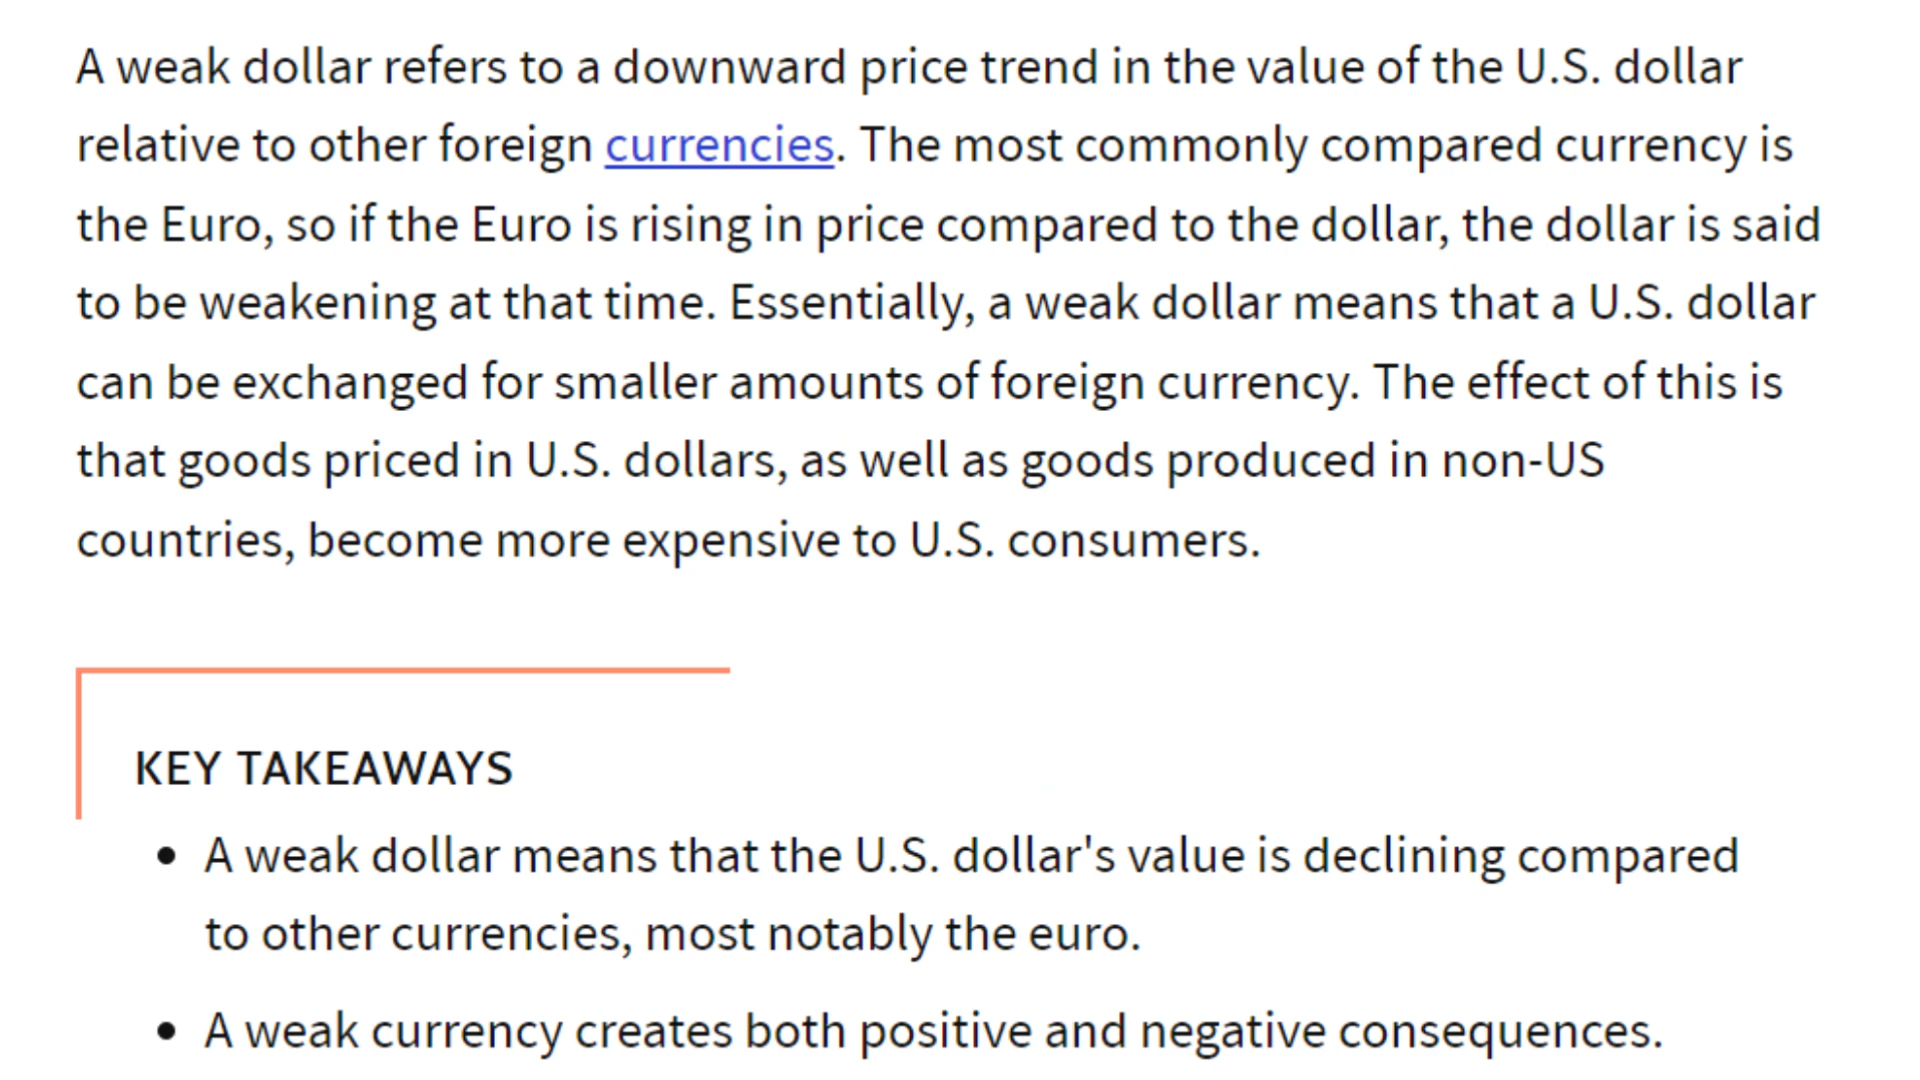 A weak dollar refers to a downward price trend in the value of the U.S. dollar
relative to other foreign currencies. The most commonly compared currency is
the Euro, so if the Euro is rising in price compared to the dollar, the dollar is said
to be weakening at that time. Essentially, a weak dollar means that a U.S. dollar
can be exchanged for smaller amounts of foreign currency. The effect of this is
that goods priced in U.S. dollars, as well as goods produced in non-US
countries, become more expensive to U.S. consumers.
KEY TAKEAWAYS
• A weak dollar means that the U.S. dollar's value is declining compared
to other currencies, most notably the euro.
• A weak currency creates both positive and negative consequences.